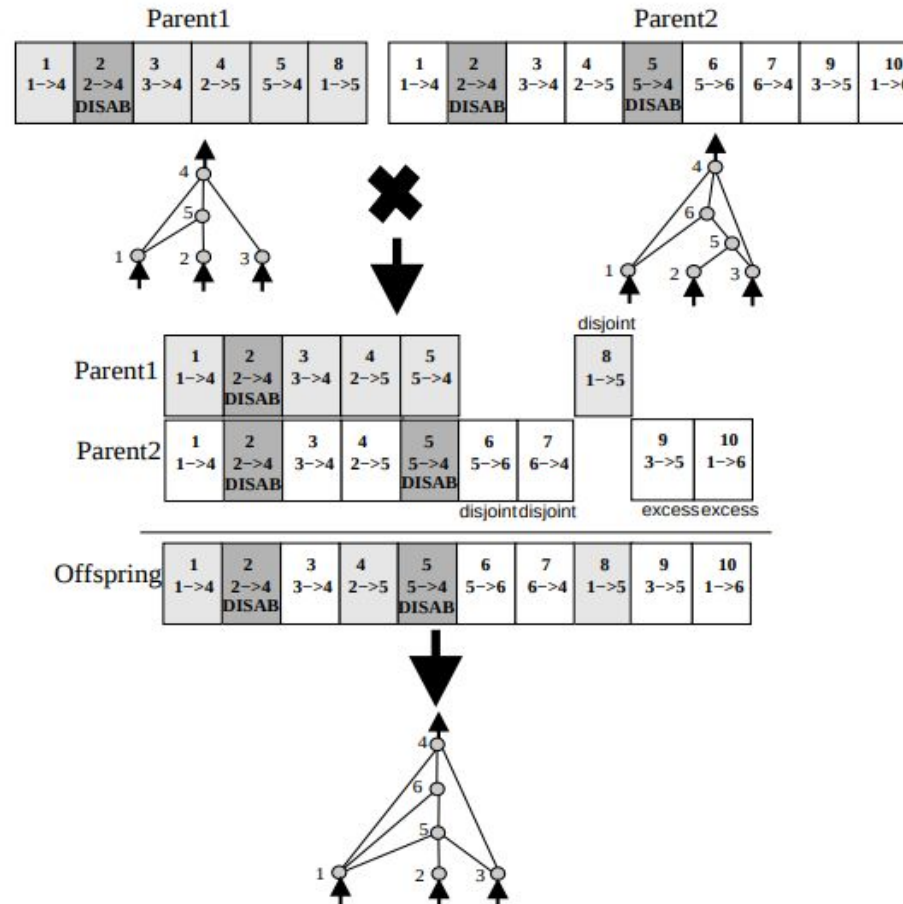 Parent1 Parent2
1 2 3 4 5 8 1 2 3 4 5 6 7 9 10
1->4 2->4 3->4 2->5 5->4 1->5 1->4 2->4 3->4 2->5 5->4 5->6 6->4 3->5 1->6
DISAB DISAB DISAB
4 4
5 6
5
1 2 3 1 2 3
disjoint
Parent1 1 2 3 4 5 8
1->4 2->4 3->4 2->5 5->4 1->5
DISAB
Parent2 1 2 3 4 5 6 7 9 10
1->4 2->4 3->4 2->5 5->4 5->6 6->4 3->5 1->6
DISAB DISAB
disjoint disjoint excess excess
Offspring 1 2 3 4 5 6 7 8 9 10
1->4 2->4 3->4 2->5 5->4 5->6 6->4 1->5 3->5 1->6
DISAB DISAB
4
6
5
1 2 3